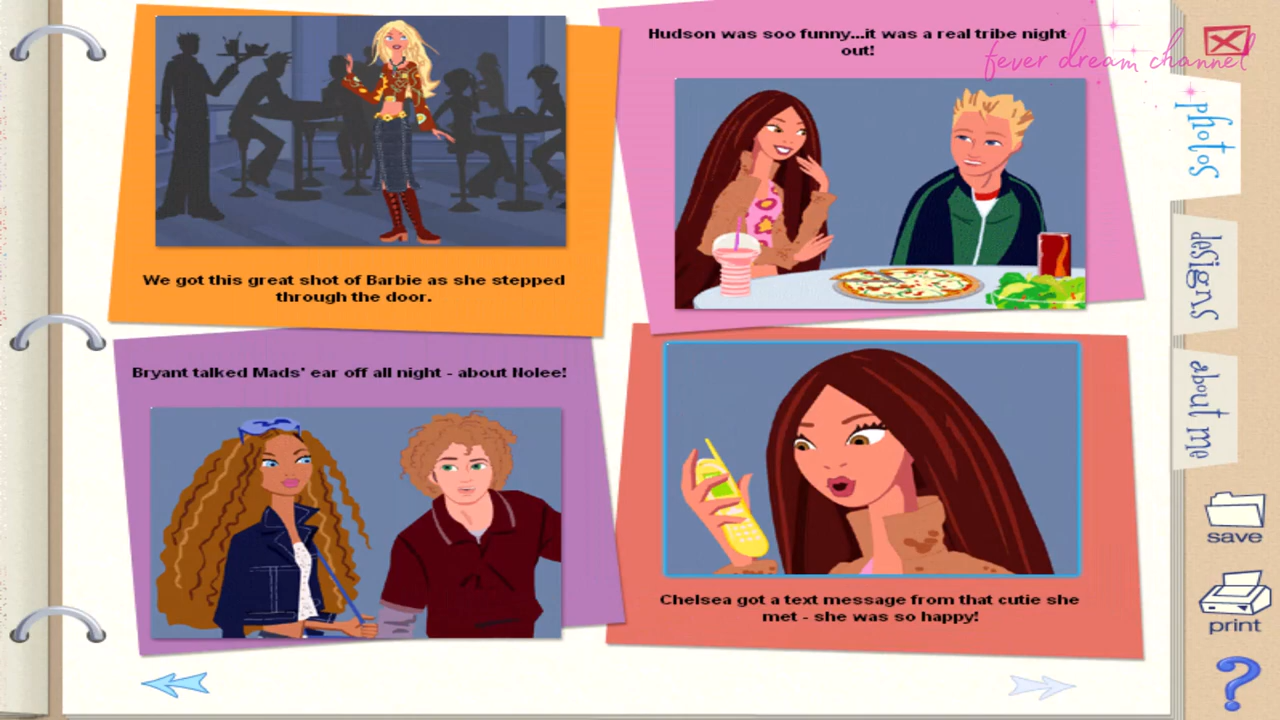 We got this great shot of Barbie as she stepped
through the door.
Hudson was soo funny...it was a real tribe night
out!
fever dream channel
Bryant talked Mads' ear off all night - about Nolee!
Chelsea got a text message from that cutie she
met - she was so happy!
photos
designs
about me
save
print
?